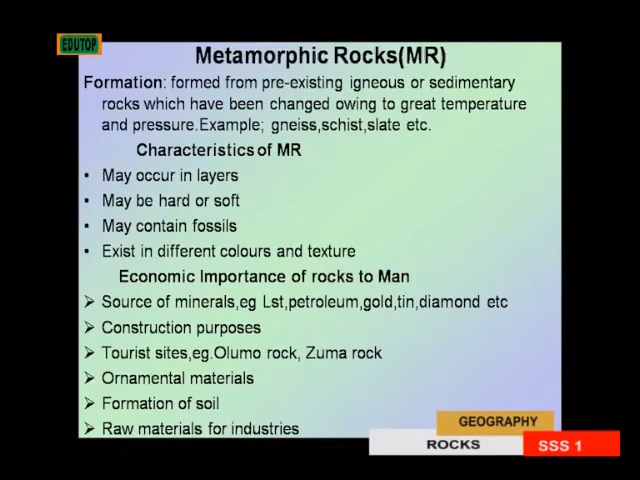 EDUTOP
Metamorphic Rocks(MR)
Formation: formed from pre-existing igneous or sedimentary
rocks which have been changed owing to great temperature
and pressure.Example; gneiss,schist,slate etc.
Characteristics of MR
• May occur in layers
• May be hard or soft
• May contain fossils
• Exist in different colours and texture
Economic Importance of rocks to Man
➢ Source of minerals,eg Lst,petroleum,gold,tin,diamond etc
➢ Construction purposes
➢ Tourist sites,eg.Olumo rock, Zuma rock
➢ Ornamental materials
➢ Formation of soil
➢ Raw materials for industries
GEOGRAPHY
ROCKS SSS 1